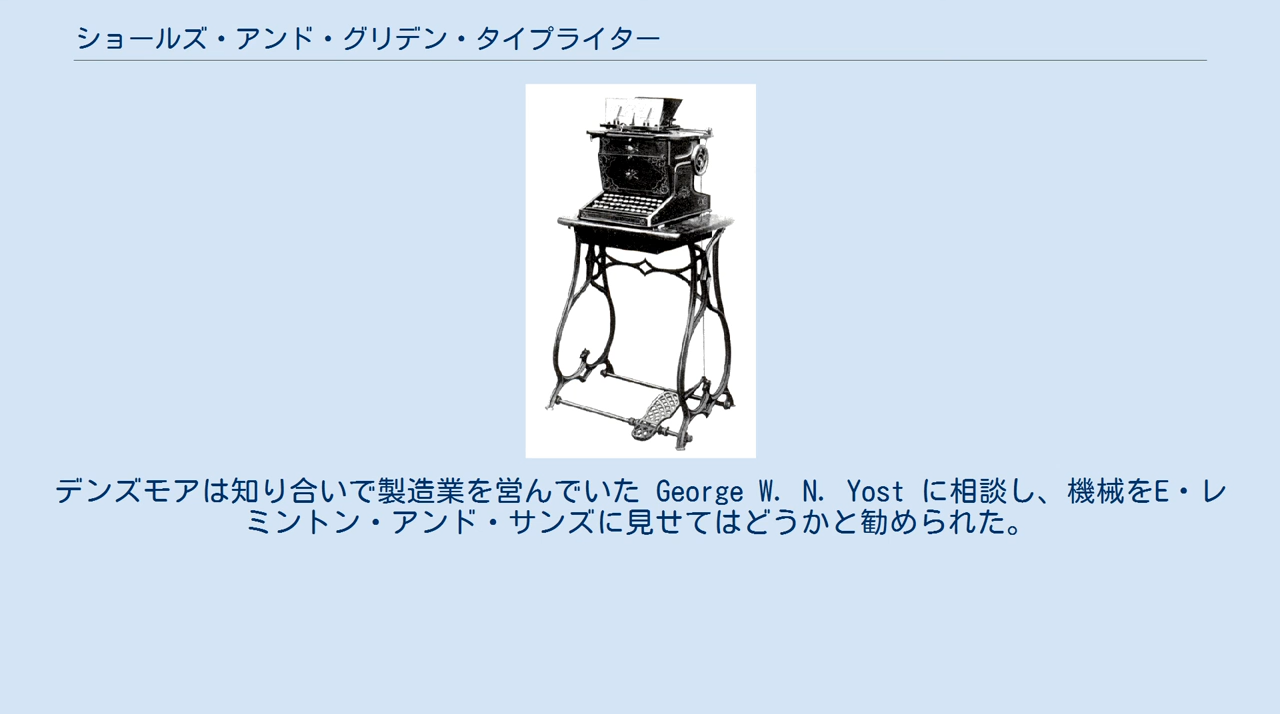 ショールズ・アンド・グリデン・タイプライター
デンズモアは知り合いで製造業を営んでいた George W. N. Yost に相談し、機械をE・レ
ミントン・アンド・サンズに見せてはどうかと勧められた。